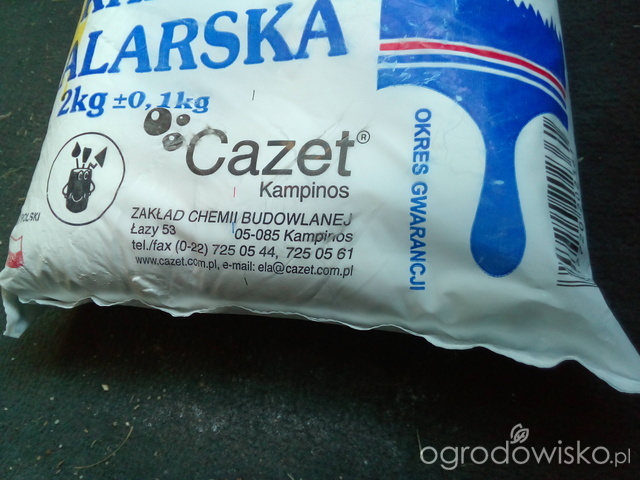 ALARSKA
2kg ±0,1kg
Cazet®
Kampinos
ZAKŁAD CHEMII BUDOWLANEJ
Łazy 53 05-085 Kampinos
tel./fax (0-22) 725 05 44, 725 05 61
www.cazet.com.pl, e-mail: ela@cazet.com.pl
OKRES GWARANCJI
POLSKI
ogrodowisko.pl